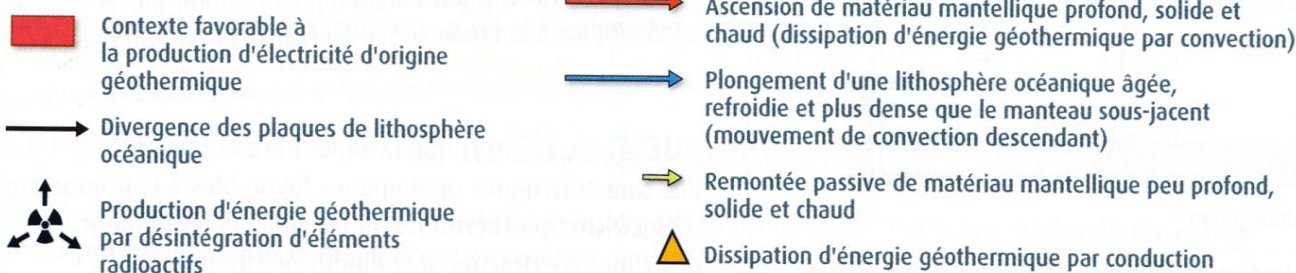 Contexte favorable à
la production d'électricité d'origine
géothermique
Divergence des plaques de lithosphère
océanique
Production d'énergie géothermique
par désintégration d'éléments
radioactifs
Ascension de matériau mantellique profond, solide et
chaud (dissipation d'énergie géothermique par convection)
Plongement d'une lithosphère océanique âgée,
refroidie et plus dense que le manteau sous-jacent
(mouvement de convection descendant)
Remontée passive de matériau mantellique peu profond,
solide et chaud
Dissipation d'énergie géothermique par conduction